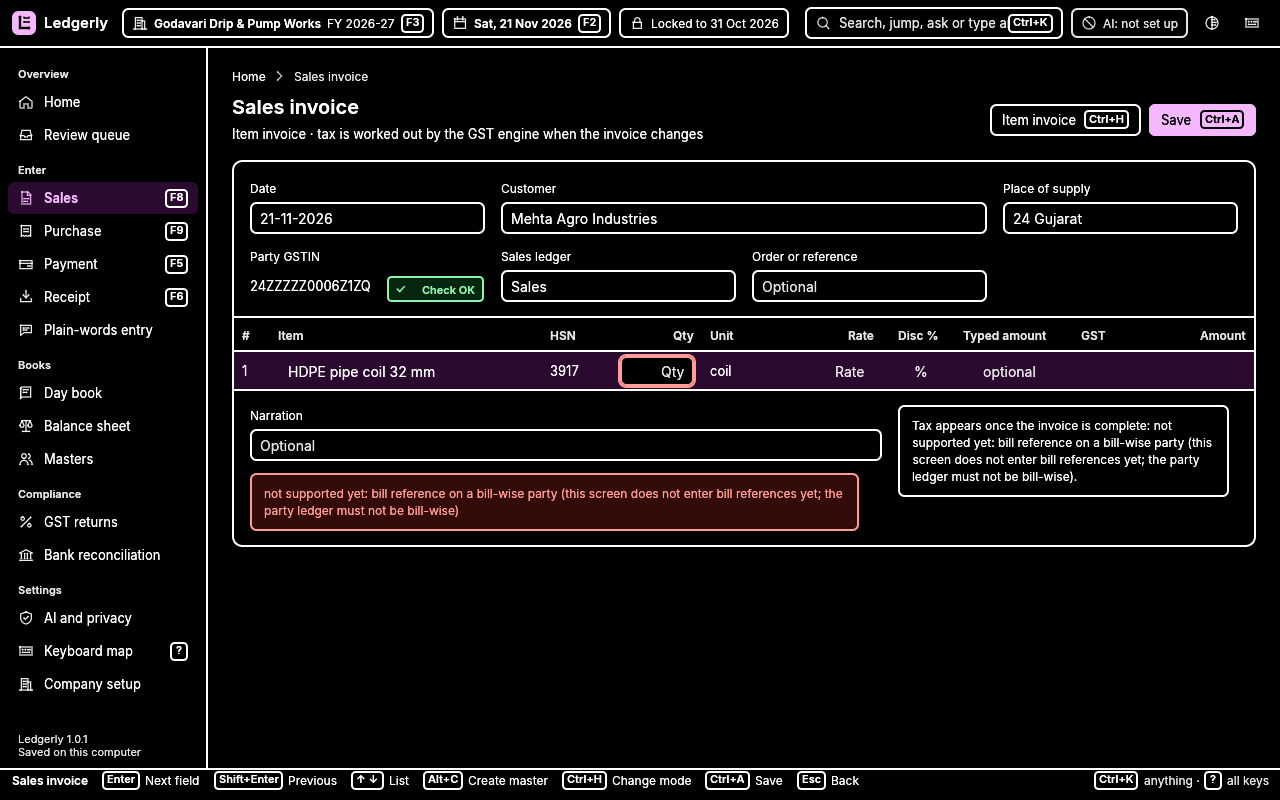 Ledgerly
Godavari Drip & Pump Works FY 2026-27 F3
Sat, 21 Nov 2026 F2
Locked to 31 Oct 2026
Search, jump, ask or type a Ctrl+K
AI: not set up
Overview
Home
Review queue
Enter
Sales F8
Purchase F9
Payment F5
Receipt F6
Plain-words entry
Books
Day book
Balance sheet
Masters
Compliance
GST returns
Bank reconciliation
Settings
AI and privacy
Keyboard map ?
Company setup
Ledgerly 1.0.1
Saved on this computer
Home Sales invoice
Sales invoice
Item invoice · tax is worked out by the GST engine when the invoice changes
Item invoice Ctrl+H
Save Ctrl+A
Date Customer Place of supply
21-11-2026 Mehta Agro Industries 24 Gujarat
Party GSTIN Sales ledger Order or reference
24ZZZZZ0006Z1ZQ Check OK Sales Optional
# Item HSN Qty Unit Rate Disc % Typed amount GST Amount
1 HDPE pipe coil 32 mm 3917 Qty coil Rate % optional
Narration
Optional
not supported yet: bill reference on a bill-wise party (this screen does not enter bill references yet; the
party ledger must not be bill-wise)
Tax appears once the invoice is complete: not
supported yet: bill reference on a bill-wise party (this
screen does not enter bill references yet; the party
ledger must not be bill-wise).
Sales invoice Enter Next field Shift+Enter Previous ↑ ↓ List Alt+C Create master Ctrl+H Change mode Ctrl+A Save Esc Back Ctrl+K anything · ? all keys